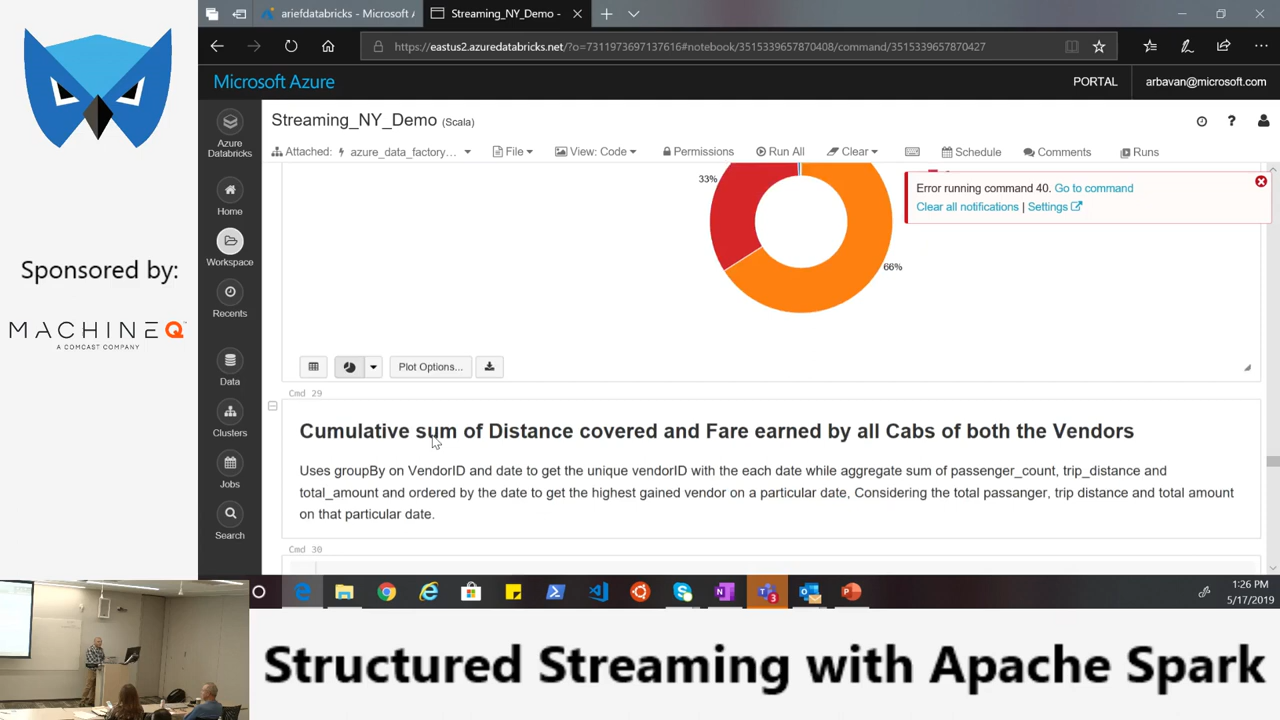 ariefdatabricks - Microsoft A
Streaming_NY_Demo -
https://eastus2.azuredatabricks.net/?o=7311973697137616#notebook/3515339657870408/command/3515339657870427
Microsoft Azure
PORTAL
arbavan@microsoft.com
Azure
Databricks
Home
Workspace
Recents
Data
Clusters
Jobs
Search
Streaming_NY_Demo (Scala)
Attached:
azure_data_factory...
File
View: Code
Permissions
Run All
Clear
Schedule
Comments
Runs
Error running command 40. Go to command
Clear all notifications | Settings
33%
66%
Plot Options...
Cmd 29
Cumulative sum of Distance covered and Fare earned by all Cabs of both the Vendors
Uses groupBy on VendorID and date to get the unique vendorID with the each date while aggregate sum of passenger_count, trip_distance and
total_amount and ordered by the date to get the highest gained vendor on a particular date, Considering the total passanger, trip distance and total amount
on that particular date.
Cmd 30
Sponsored by:
MACHINEQ
A COMCAST COMPANY
3
1:26 PM
5/17/2019
Structured Streaming with Apache Spark